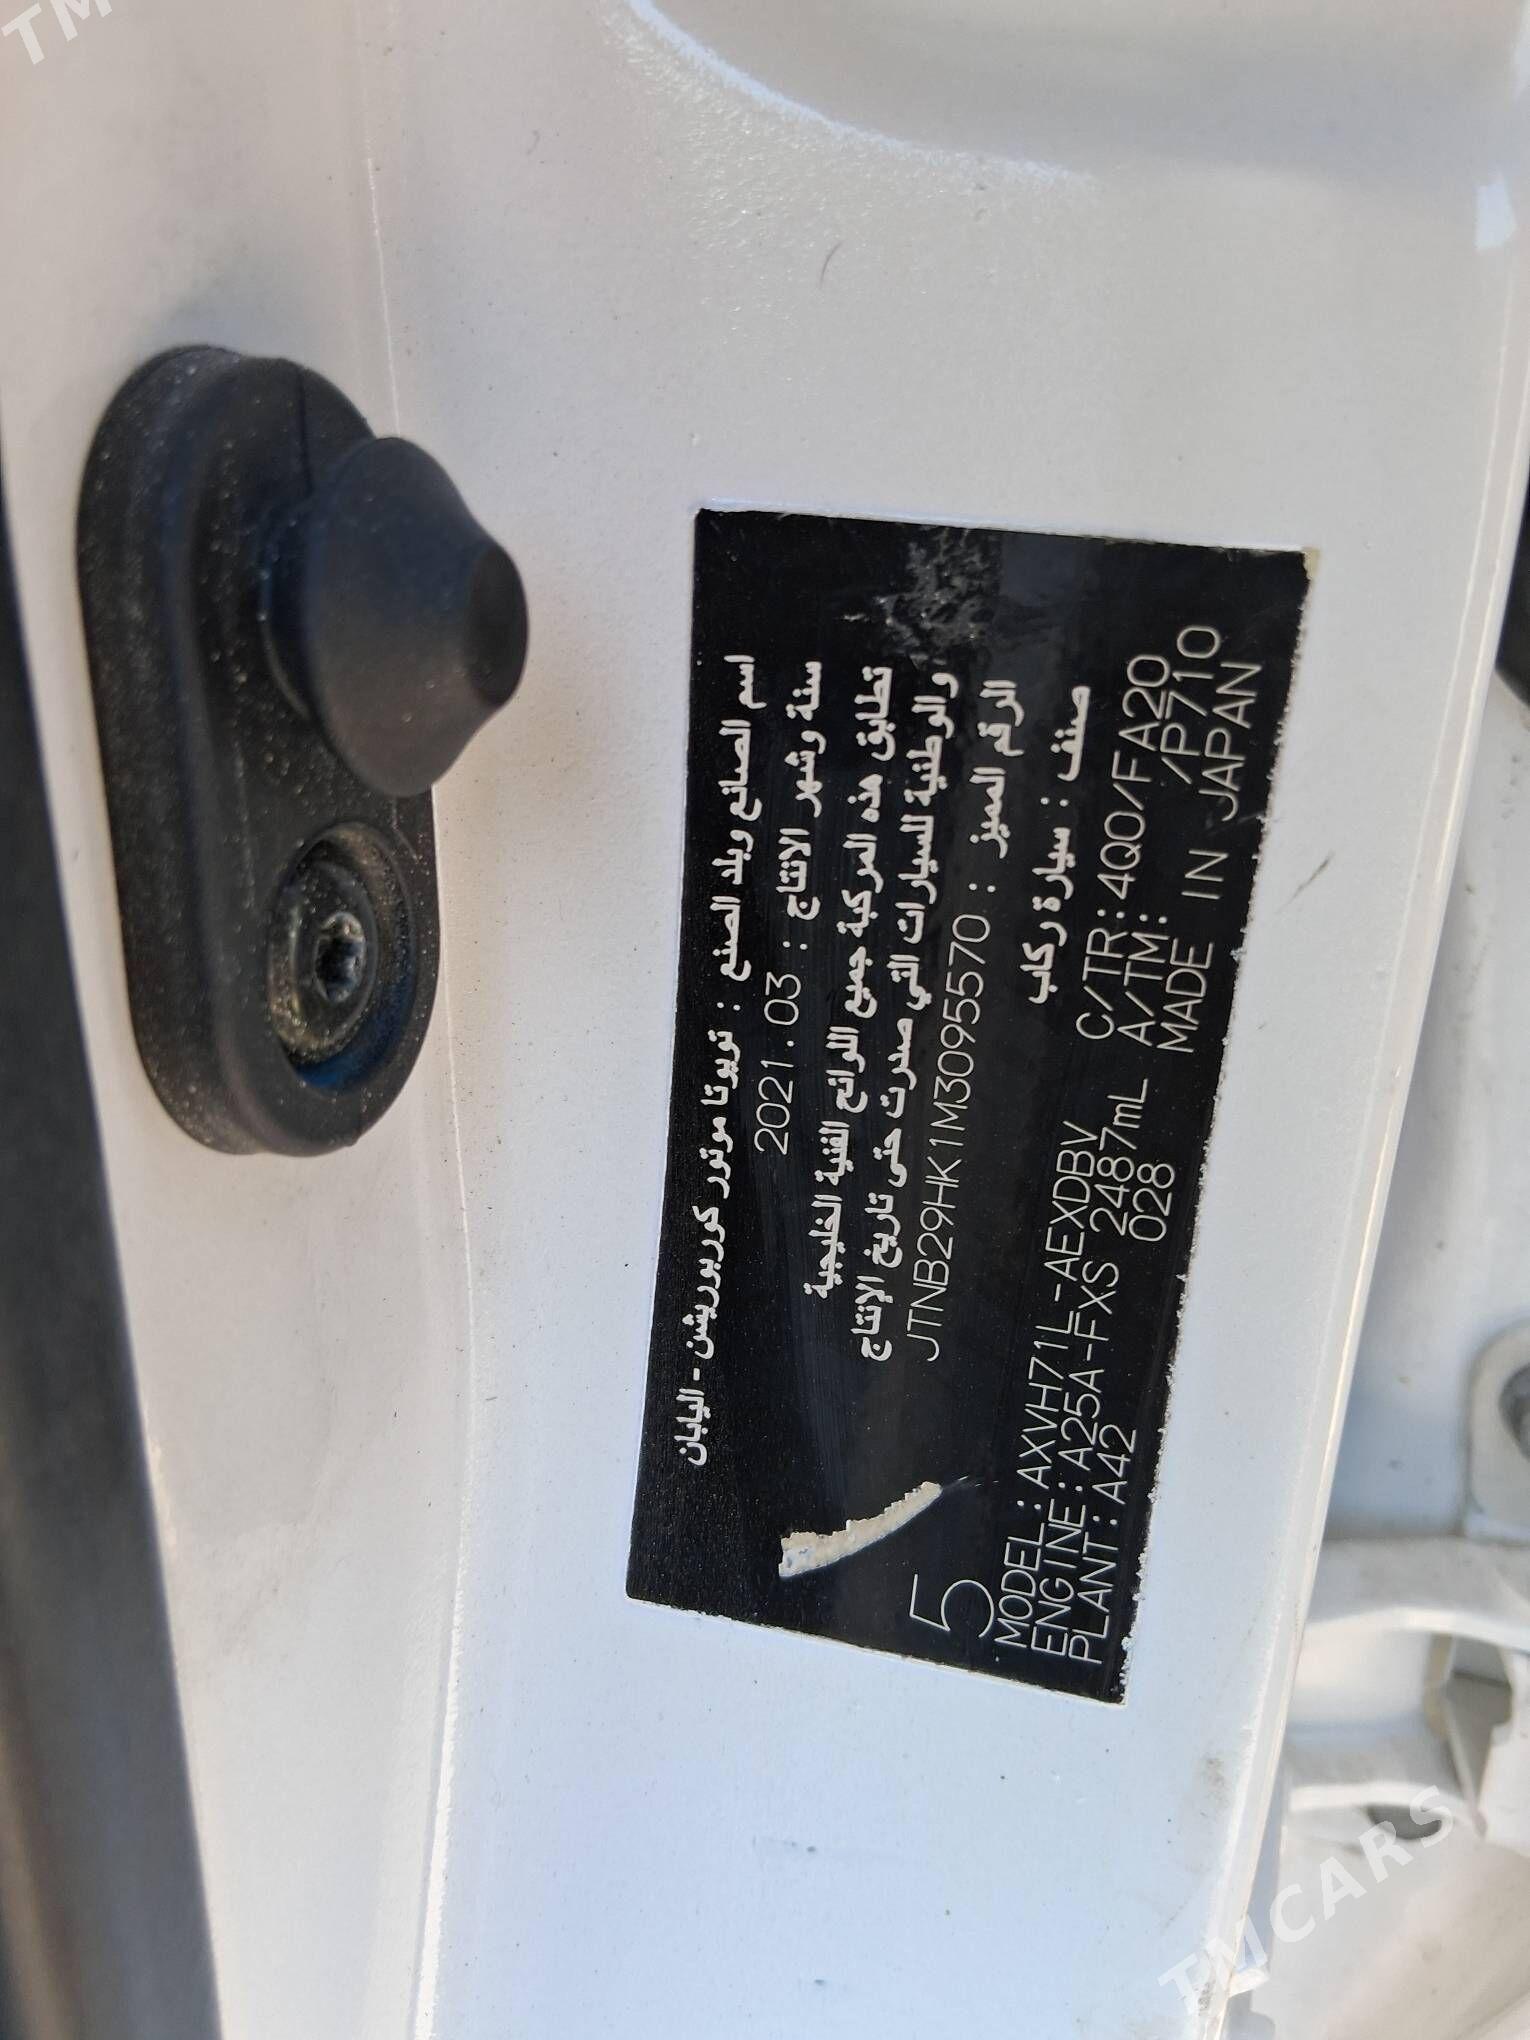 اسم الصانع وبلد الصنع : تويوتا موتور كوربوريشن - اليابان
سنة وشهر الانتاج : 2021.03
تطابق هذه المركبة جميع اللوائح الفنية الخليجية
والوطنية للسيارات التي صدرت حتى تاريخ الإنتاج
الرقم المميز : JTNB29HK1M3095570
صنف : سيارة ركاب
5
MODEL:AXVH71L-AEXDBV C/TR:4Q0/FA20
ENGINE:A25A-FXS 2487mL A/TM: /P710
PLANT:A42 028 MADE IN JAPAN
TMCARS
TM